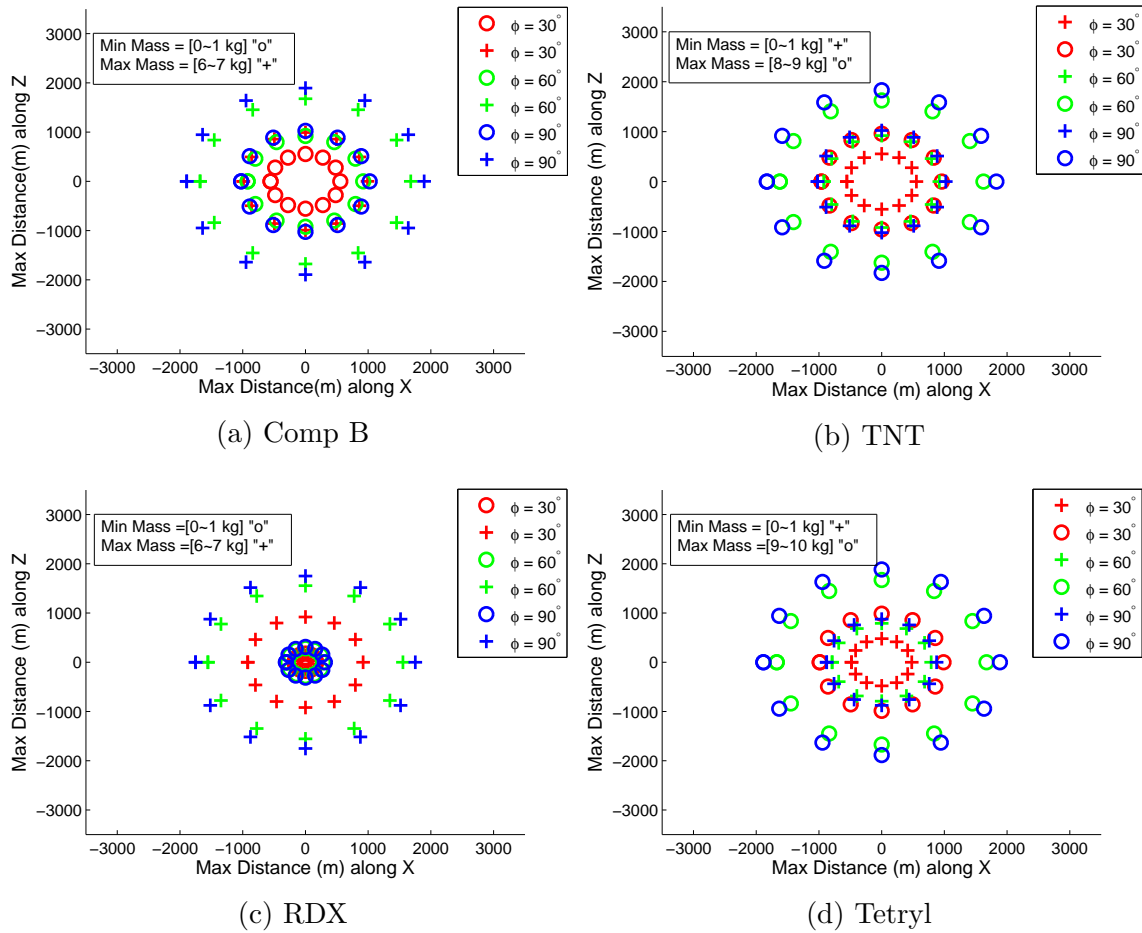 3000
2000
1000
0
−1000
−2000
−3000
Max Distance(m) along Z
Min Mass = [0~1 kg] "o"
Max Mass = [6~7 kg] "+"
ϕ = 30°
ϕ = 30°
ϕ = 60°
ϕ = 60°
ϕ = 90°
ϕ = 90°
−3000 −2000 −1000 0 1000 2000 3000
Max Distance(m) along X
(a) Comp B
3000
2000
1000
0
−1000
−2000
−3000
Max Distance (m) along Z
Min Mass = [0~1 kg] "+"
Max Mass = [8~9 kg] "o"
ϕ = 30°
ϕ = 30°
ϕ = 60°
ϕ = 60°
ϕ = 90°
ϕ = 90°
−3000 −2000 −1000 0 1000 2000 3000
Max Distance (m) along X
(b) TNT
3000
2000
1000
0
−1000
−2000
−3000
Max Distance (m) along Z
Min Mass =[0~1 kg] "o"
Max Mass =[6~7 kg] "+"
ϕ = 30°
ϕ = 30°
ϕ = 60°
ϕ = 60°
ϕ = 90°
ϕ = 90°
−3000 −2000 −1000 0 1000 2000 3000
Max Distance (m) along X
(c) RDX
3000
2000
1000
0
−1000
−2000
−3000
Max Distance (m) along Z
Min Mass = [0~1 kg] "+"
Max Mass =[9~10 kg] "o"
ϕ = 30°
ϕ = 30°
ϕ = 60°
ϕ = 60°
ϕ = 90°
ϕ = 90°
−3000 −2000 −1000 0 1000 2000 3000
Max Distance (m) along X
(d) Tetryl